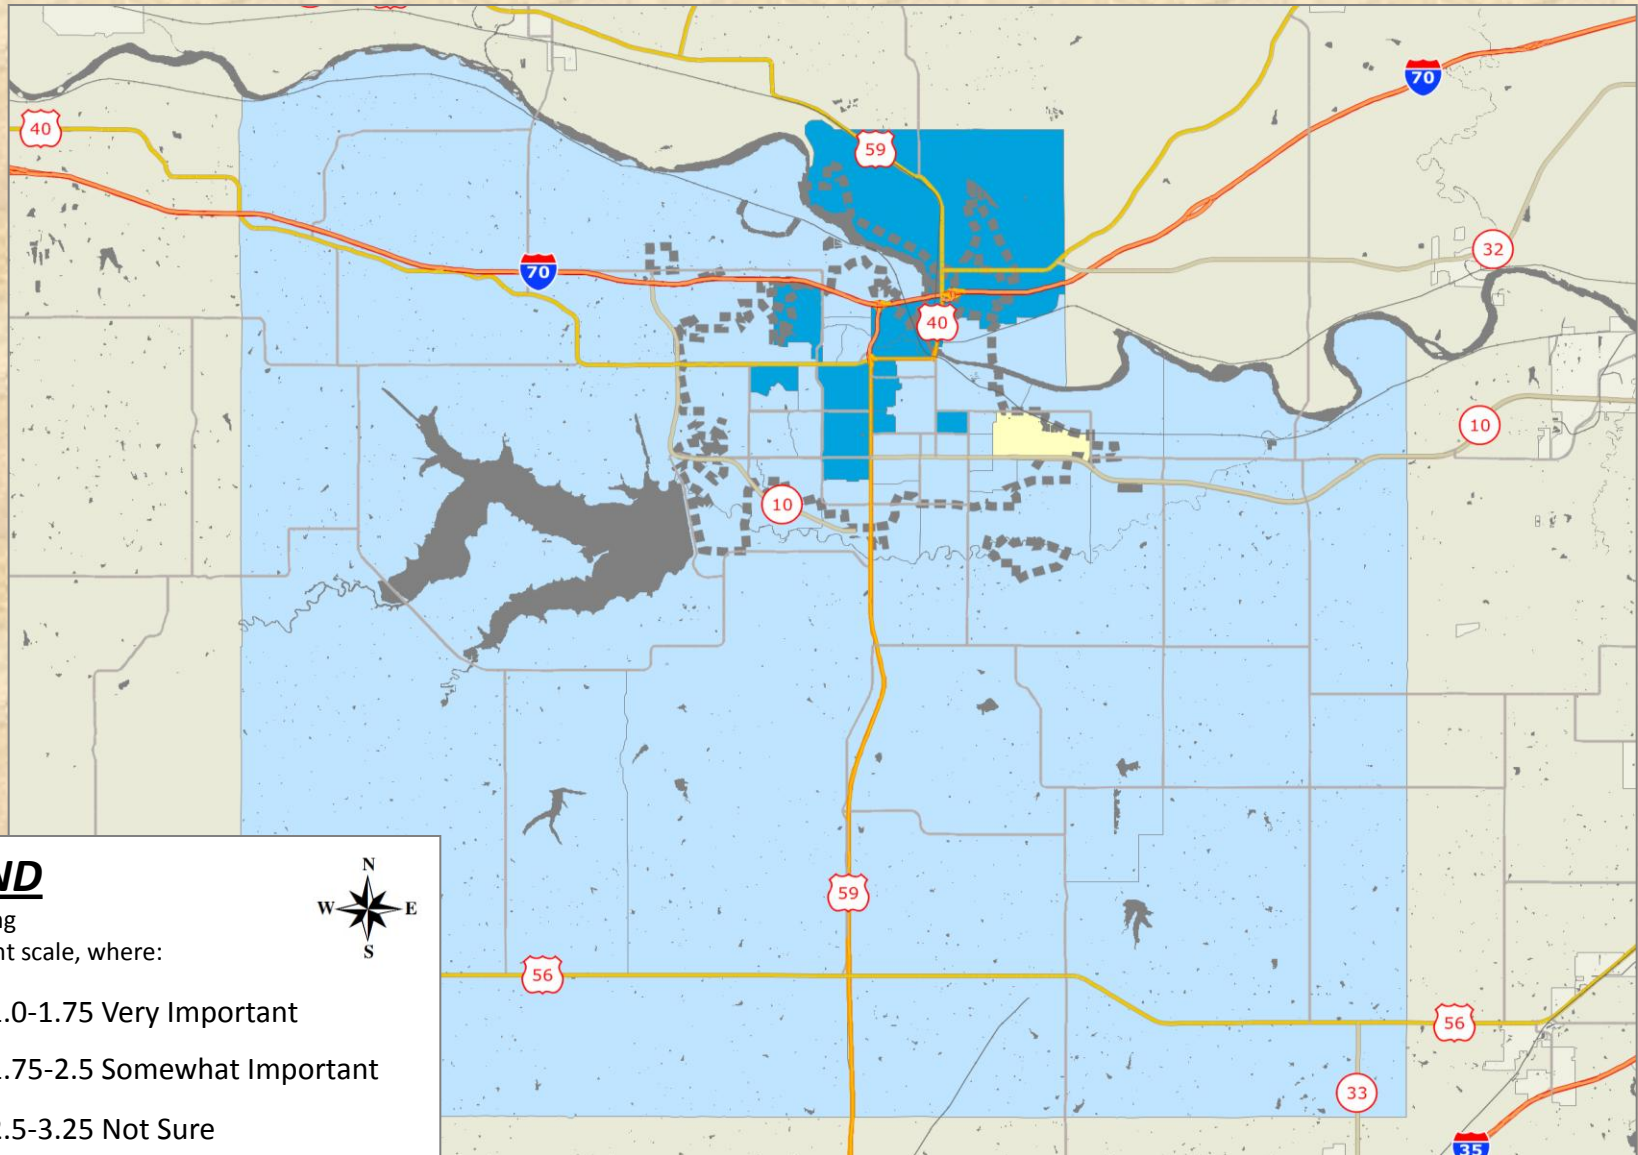 70
40
59
32
70
40
10
10
59
56
56
33
35
ND
N
W E
S
ng
nt scale, where:
.0-1.75 Very Important
.75-2.5 Somewhat Important
2.5-3.25 Not Sure